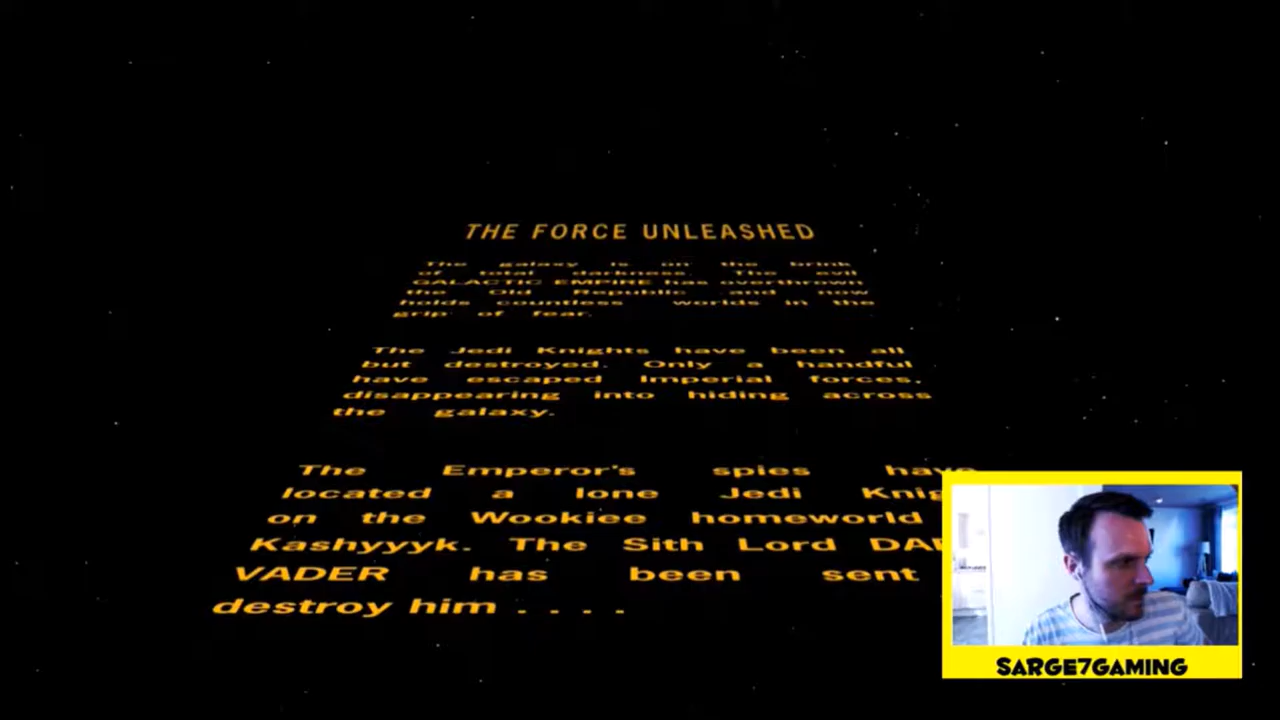 THE FORCE UNLEASHED
The galaxy is on the brink
of total darkness. The evil
GALACTIC EMPIRE has overthrown
the Old Republic and now
holds countless worlds in the
grip of fear.
The Jedi Knights have been all
but destroyed. Only a handful
have escaped Imperial forces,
disappearing into hiding across
the galaxy.
The Emperor's spies have
located a lone Jedi Knig
on the Wookiee homeworld
Kashyyyk. The Sith Lord DA
VADER has been sent
destroy him . . . .
SARGE7GAMING